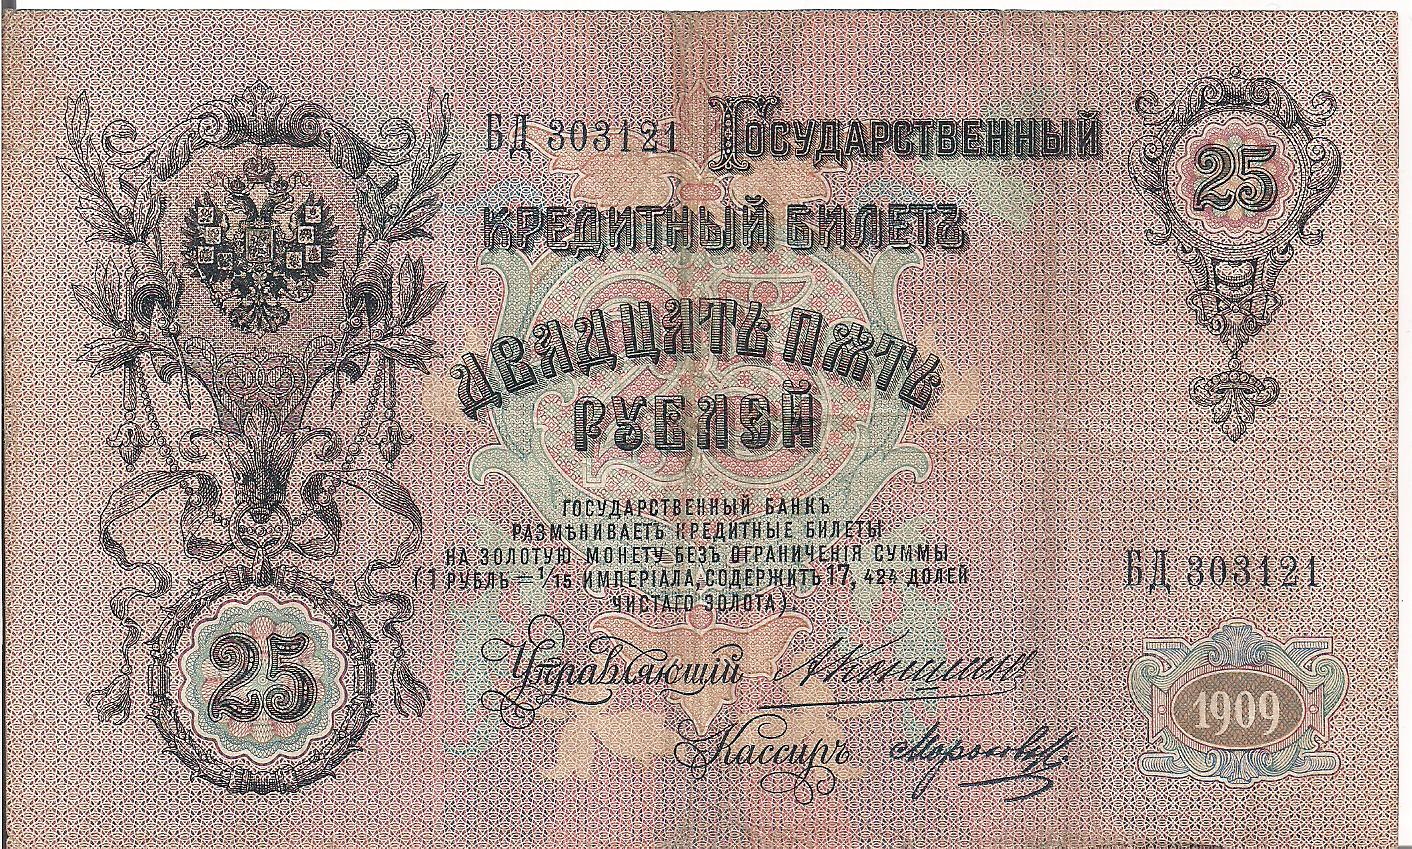 БД 303121 ГОСУДАРСТВЕННЫЙ
КРЕДИТНЫЙ БИЛЕТЪ
25
ДВАДЦАТЬ ПЯТЬ
РУБЛЕЙ
ГОСУДАРСТВЕННЫЙ БАНКЪ
РАЗМѢНИВАЕТЪ КРЕДИТНЫЕ БИЛЕТЫ
НА ЗОЛОТУЮ МОНЕТУ БЕЗЪ ОГРАНИЧЕНІЯ СУММЫ
(1 РУБЛЬ = 1/15 ИМПЕРІАЛА, СОДЕРЖИТЪ 17,424 ДОЛЕЙ
ЧИСТАГО ЗОЛОТА).
БД 303121
25
Управляющій
Кассиръ
1909